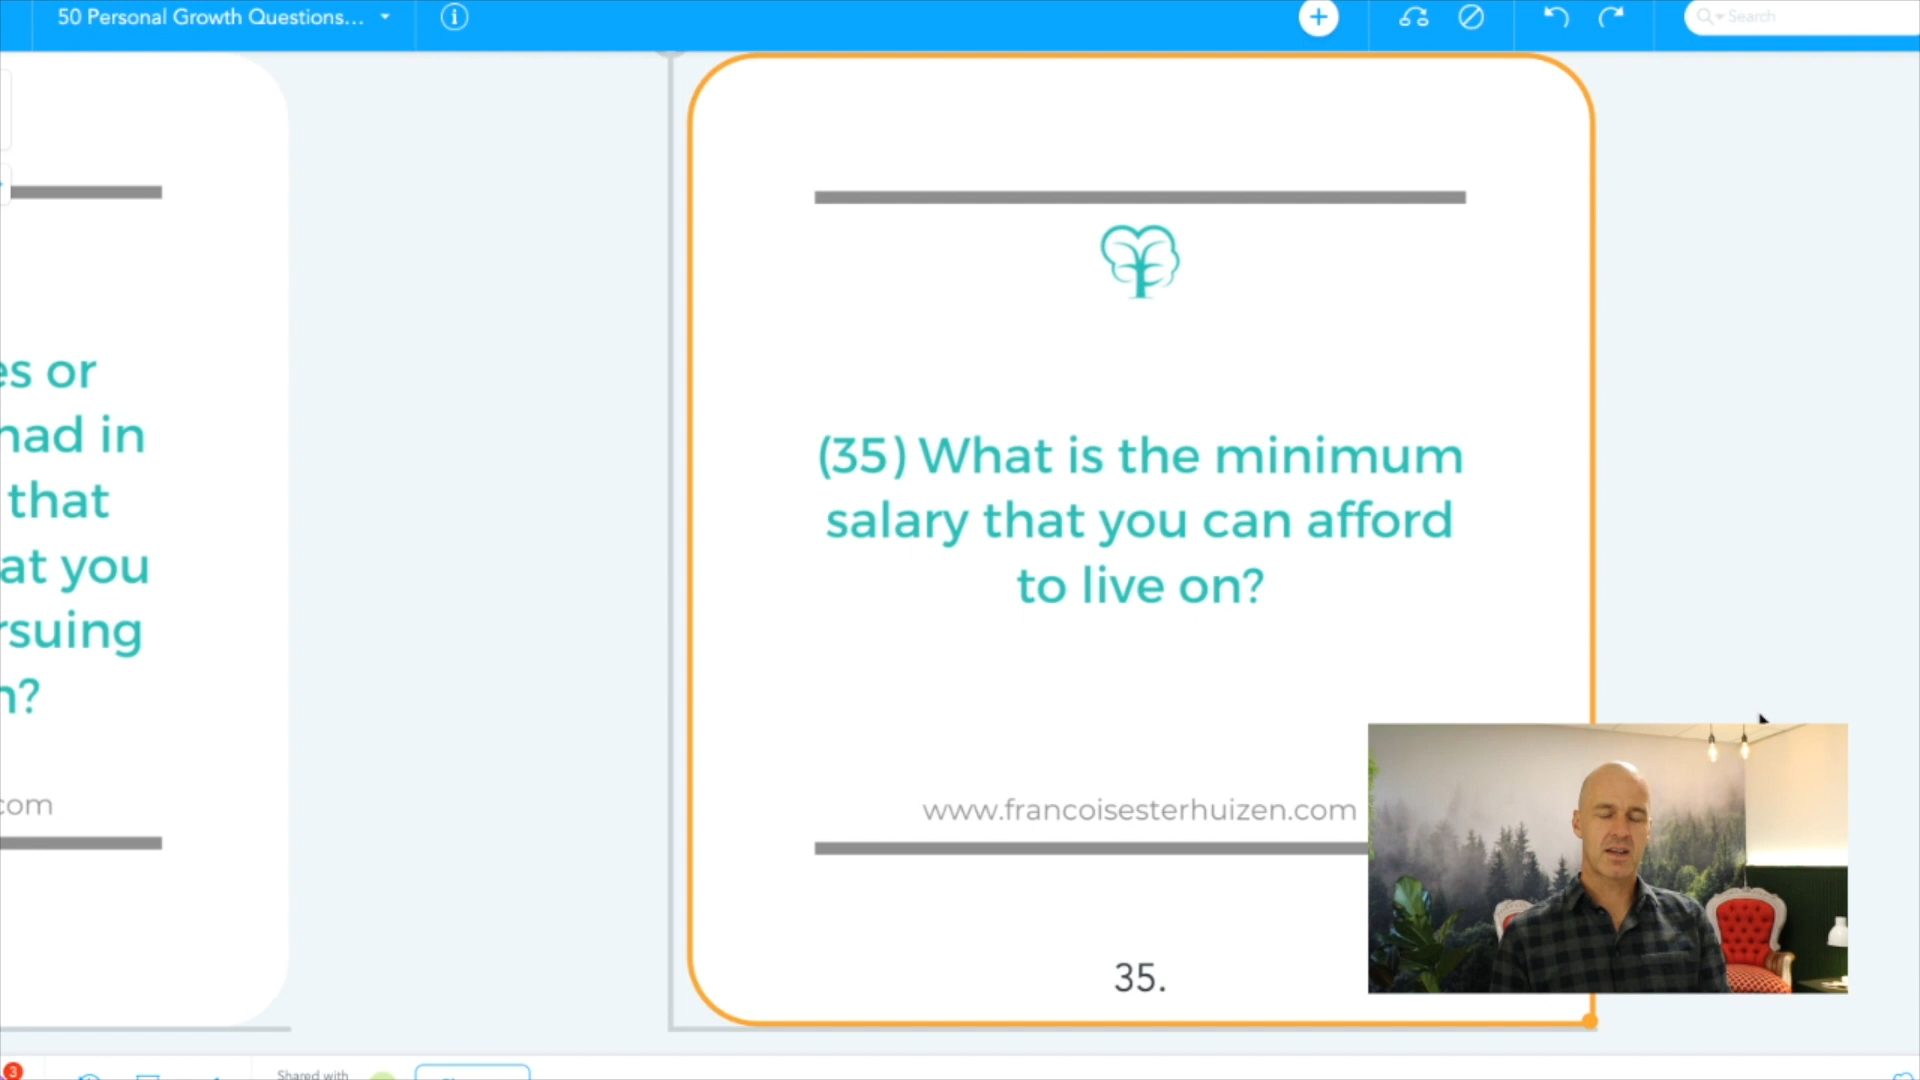 50 Personal Growth Questions...
Search
es or
had in
that
at you
rsuing
n?
com
(35) What is the minimum
salary that you can afford
to live on?
www.francoisesterhuizen.com
35.
3
Shared with